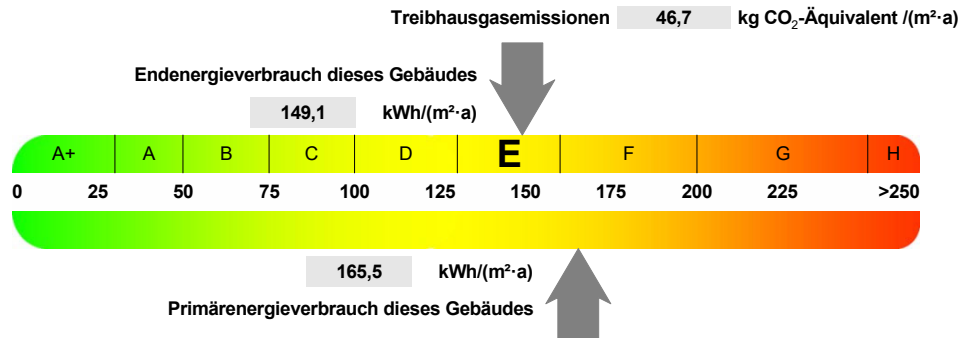 Treibhausgasemissionen 46,7 kg CO₂-Äquivalent /(m²·a)
Endenergieverbrauch dieses Gebäudes
149,1 kWh/(m²·a)
A+ A B C D E F G H
0 25 50 75 100 125 150 175 200 225 >250
165,5 kWh/(m²·a)
Primärenergieverbrauch dieses Gebäudes